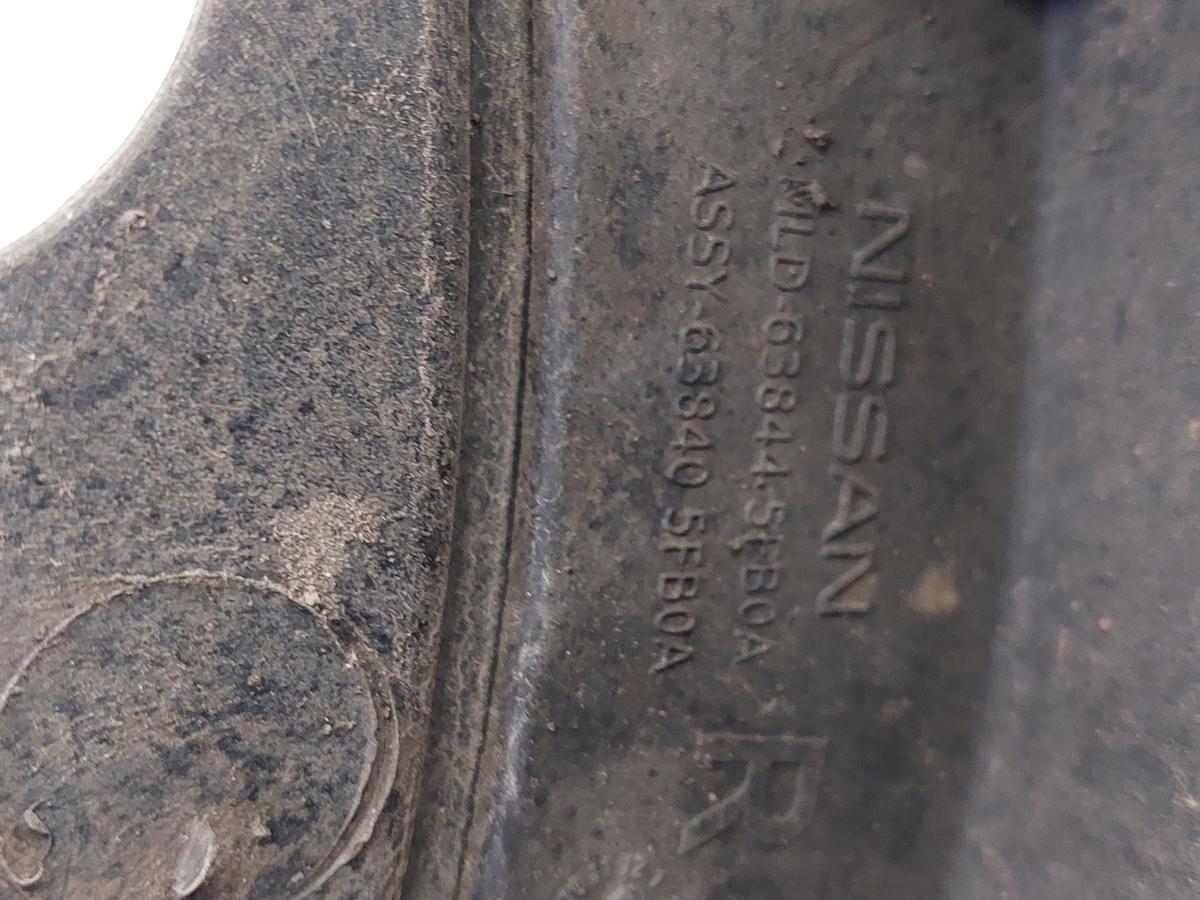 NISSAN
MLD-63844-5FB0A
ASSY-63840 5FB0A
R